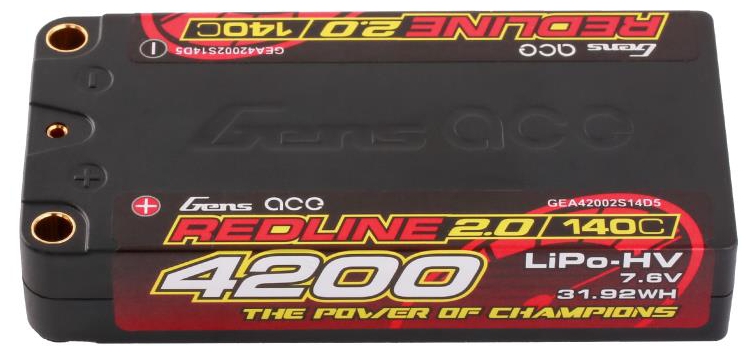 REDLINE 2.0 / 140C
Gens ace
GEA42002S14D5
Gens ace
Gens ace
GEA42002S14D5
REDLINE 2.0 / 140C
4200
LiPo-HV
7.6V
31.92WH
THE POWER OF CHAMPIONS